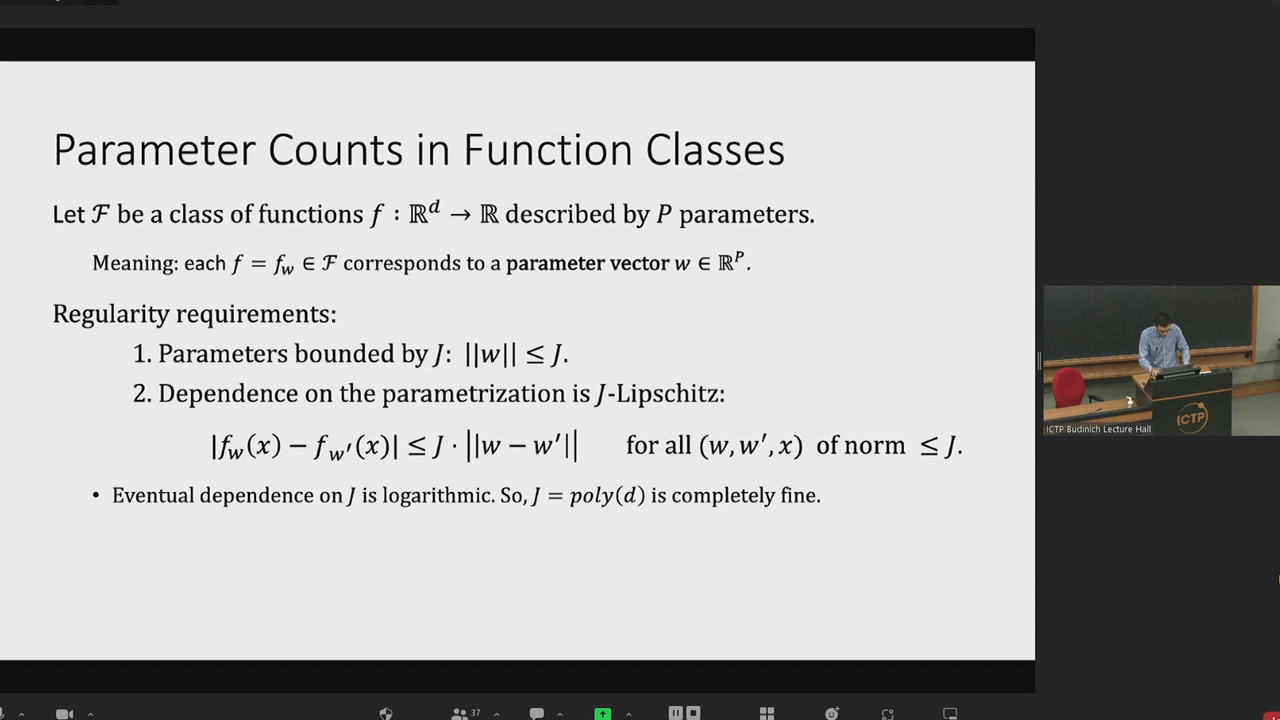 Parameter Counts in Function Classes
Let ℱ be a class of functions f : ℝ^d → ℝ described by P parameters.
Meaning: each f = f_w ∈ ℱ corresponds to a parameter vector w ∈ ℝ^P.
Regularity requirements:
1. Parameters bounded by J: ||w|| ≤ J.
2. Dependence on the parametrization is J-Lipschitz:
|f_w(x) − f_w′(x)| ≤ J · ||w − w′|| for all (w, w′, x) of norm ≤ J.
• Eventual dependence on J is logarithmic. So, J = poly(d) is completely fine.
ICTP
ICTP Budinich Lecture Hall
37